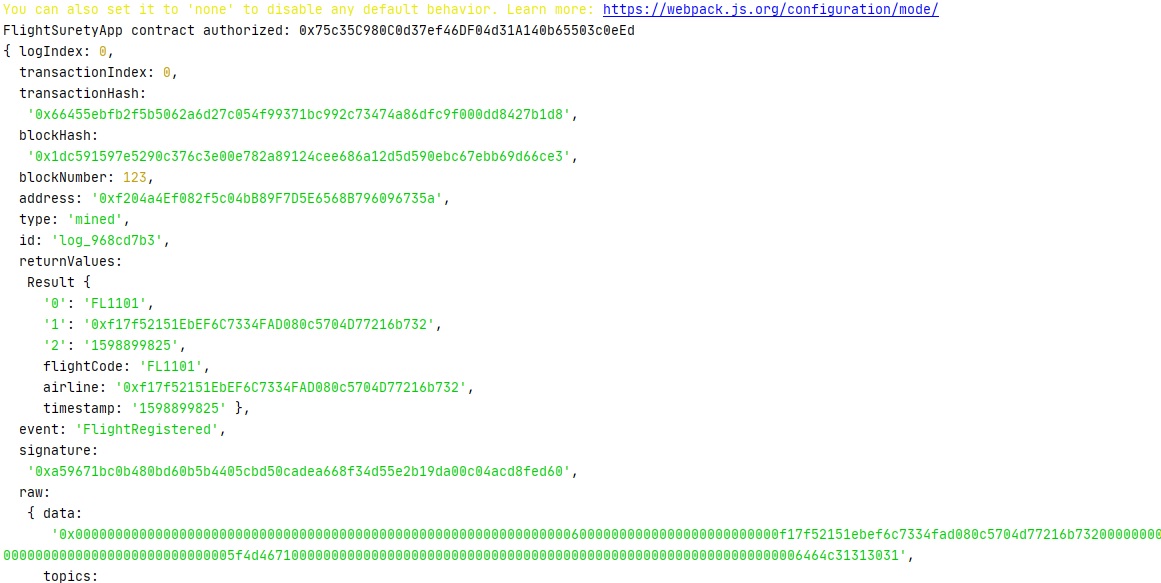 You can also set it to 'none' to disable any default behavior. Learn more: https://webpack.js.org/configuration/mode/
FlightSuretyApp contract authorized: 0x75c35C980C0d37ef46DF04d31A140b65503c0eEd
{ logIndex: 0,
transactionIndex: 0,
transactionHash:
'0x66455ebfb2f5b5062a6d27c054f99371bc992c73474a86dfc9f000dd8427b1d8',
blockHash:
'0x1dc591597e5290c376c3e00e782a89124cee686a12d5d590ebc67ebb69d66ce3',
blockNumber: 123,
address: '0xf204a4Ef082f5c04bB89F7D5E6568B796096735a',
type: 'mined',
id: 'log_968cd7b3',
returnValues:
Result {
'0': 'FL1101',
'1': '0xf17f52151EbEF6C7334FAD080c5704D77216b732',
'2': '1598899825',
flightCode: 'FL1101',
airline: '0xf17f52151EbEF6C7334FAD080c5704D77216b732',
timestamp: '1598899825' },
event: 'FlightRegistered',
signature:
'0xa59671bc0b480bd60b5b4405cbd50cadea668f34d55e2b19da00c04acd8fed60',
raw:
{ data:
'0x0000000000000000000000000000000000000000000000000000000000000060000000000000000000000000f17f52151ebef6c7334fad080c5704d77216b73200000000
00000000000000000000000000005f4d46710000000000000000000000000000000000000000000000000000000000000006464c31313031',
topics: